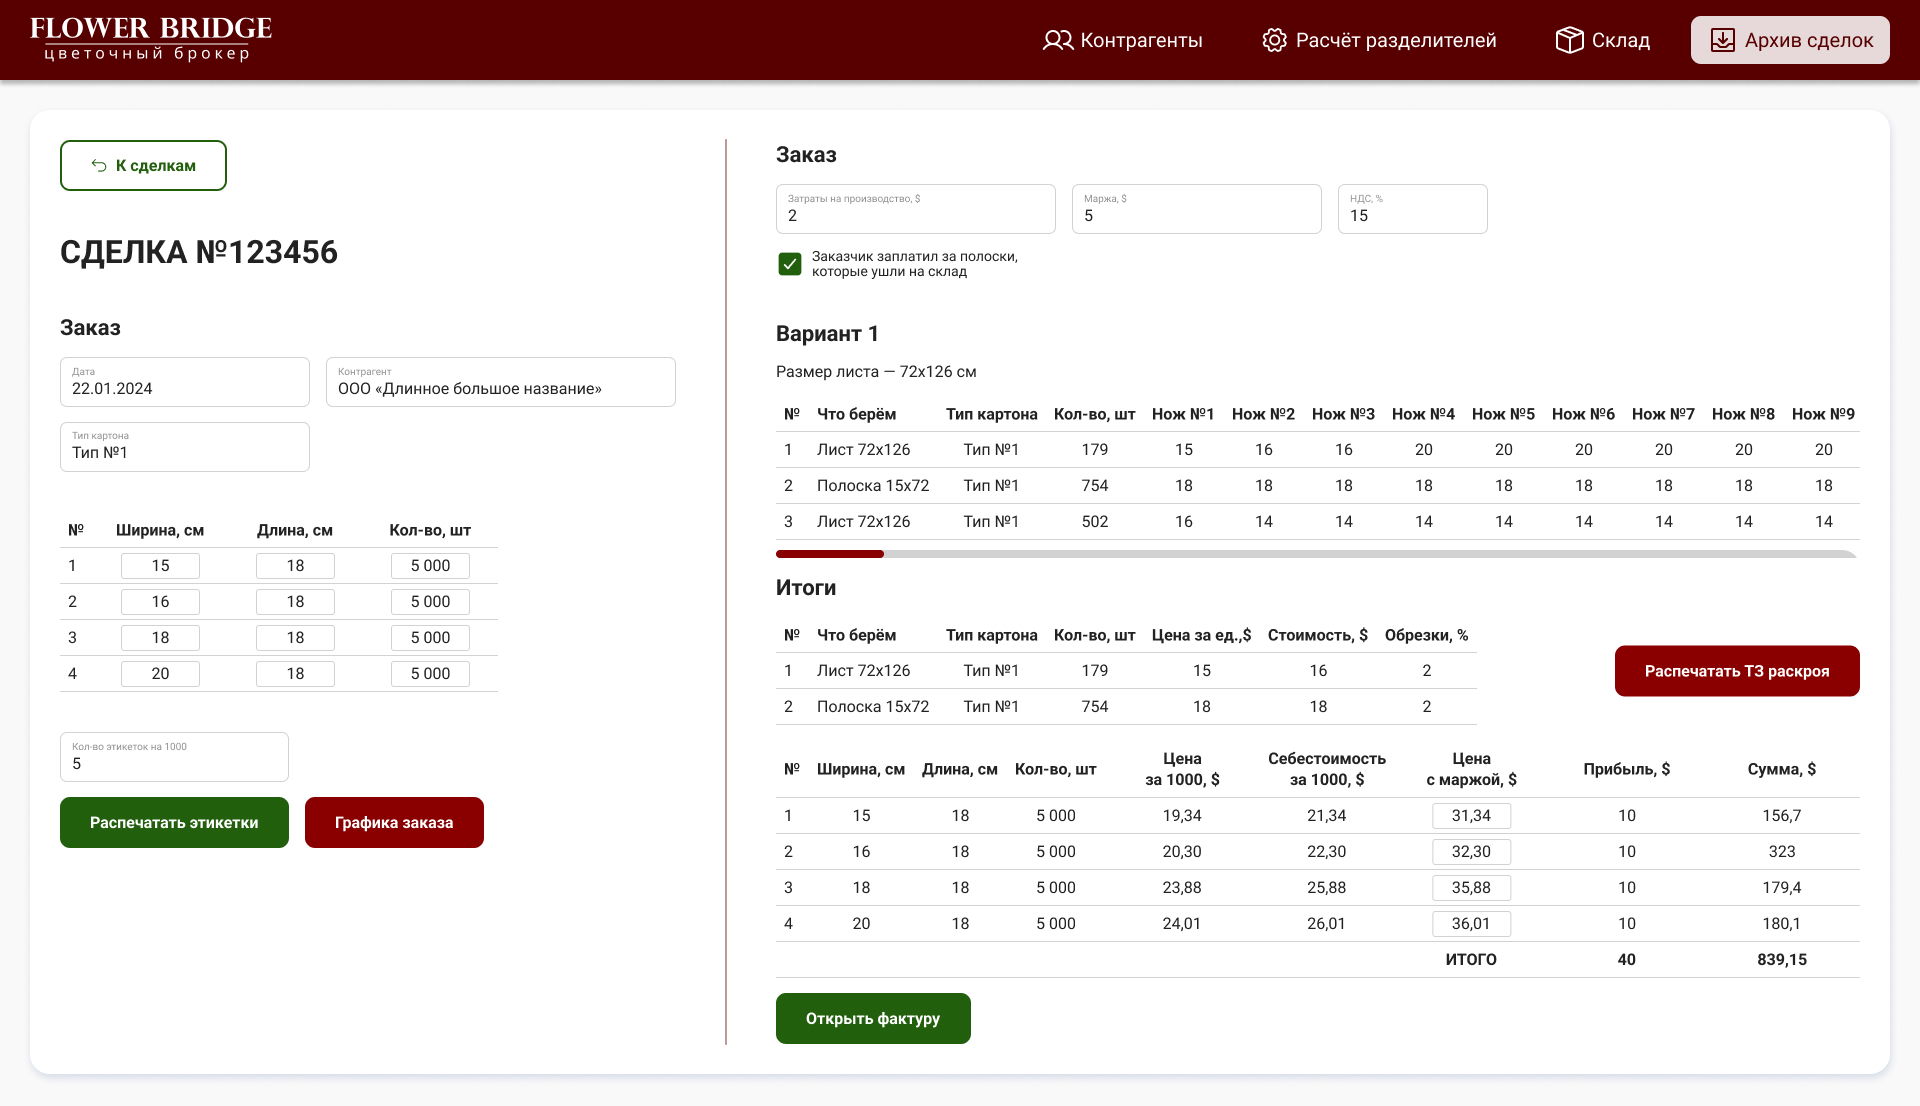 FLOWER BRIDGE
цветочный брокер
Контрагенты
Расчёт разделителей
Склад
Архив сделок
К сделкам
СДЕЛКА №123456
Заказ
Дата
22.01.2024
Контрагент
ООО «Длинное большое название»
Тип картона
Тип №1
№ Ширина, см Длина, см Кол-во, шт
1 15 18 5 000
2 16 18 5 000
3 18 18 5 000
4 20 18 5 000
Кол-во этикеток на 1000
5
Распечатать этикетки
Графика заказа
Заказ
Затраты на производство, $
2
Маржа, $
5
НДС, %
15
Заказчик заплатил за полоски,
которые ушли на склад
Вариант 1
Размер листа — 72х126 см
№ Что берём Тип картона Кол-во, шт Нож №1 Нож №2 Нож №3 Нож №4 Нож №5 Нож №6 Нож №7 Нож №8 Нож №9
1 Лист 72х126 Тип №1 179 15 16 16 20 20 20 20 20 20
2 Полоска 15х72 Тип №1 754 18 18 18 18 18 18 18 18 18
3 Лист 72х126 Тип №1 502 16 14 14 14 14 14 14 14 14
Итоги
№ Что берём Тип картона Кол-во, шт Цена за ед.,$ Стоимость, $ Обрезки, %
1 Лист 72х126 Тип №1 179 15 16 2
2 Полоска 15х72 Тип №1 754 18 18 2
Распечатать ТЗ раскроя
№ Ширина, см Длина, см Кол-во, шт Цена за 1000, $ Себестоимость за 1000, $ Цена с маржой, $ Прибыль, $ Сумма, $
1 15 18 5 000 19,34 21,34 31,34 10 156,7
2 16 18 5 000 20,30 22,30 32,30 10 323
3 18 18 5 000 23,88 25,88 35,88 10 179,4
4 20 18 5 000 24,01 26,01 36,01 10 180,1
ИТОГО 40 839,15
Открыть фактуру